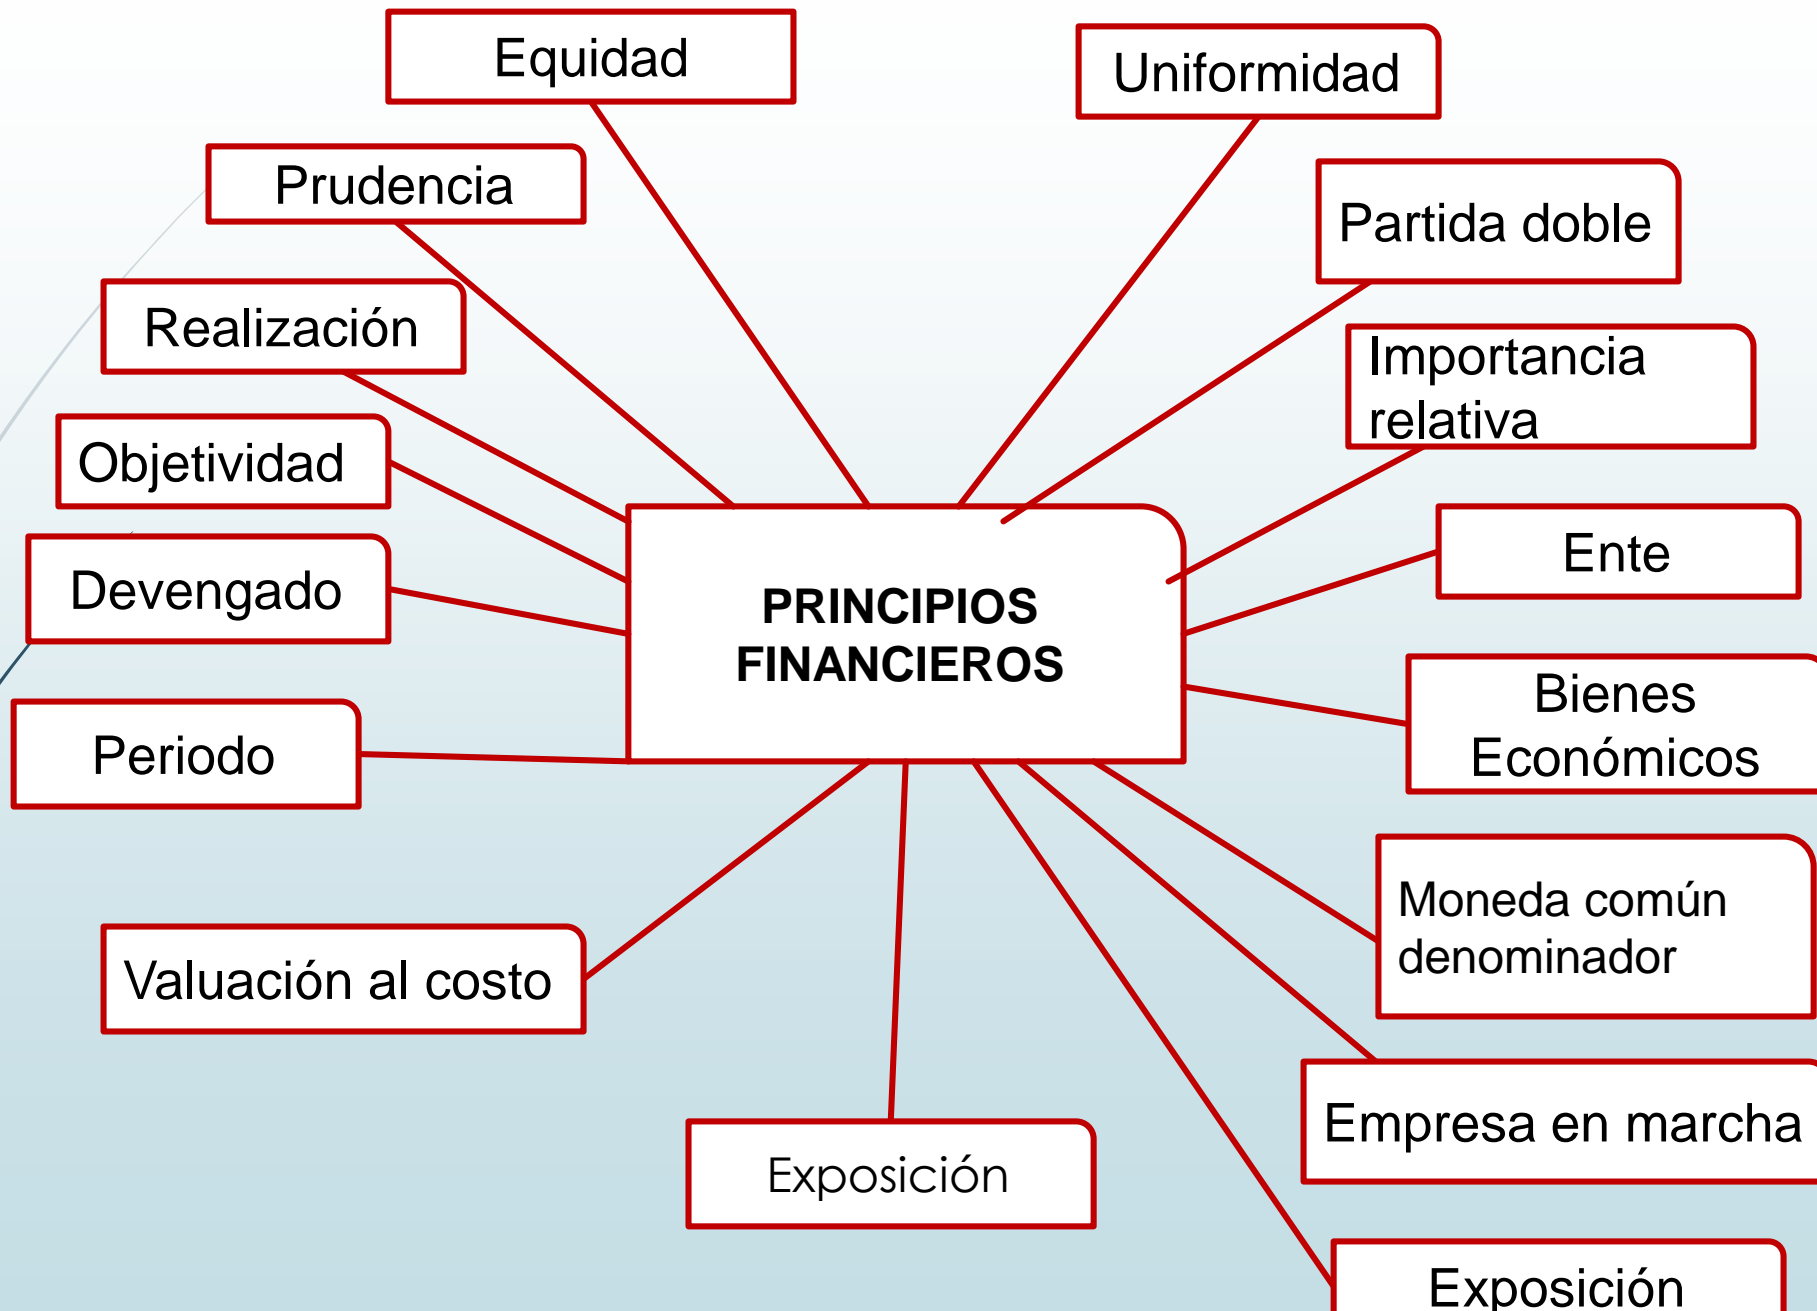 Equidad
Uniformidad
Prudencia
Partida doble
Realización
Importancia
relativa
Objetividad
Ente
Devengado
PRINCIPIOS
FINANCIEROS
Bienes
Económicos
Periodo
Moneda común
denominador
Valuación al costo
Empresa en marcha
Exposición
Exposición